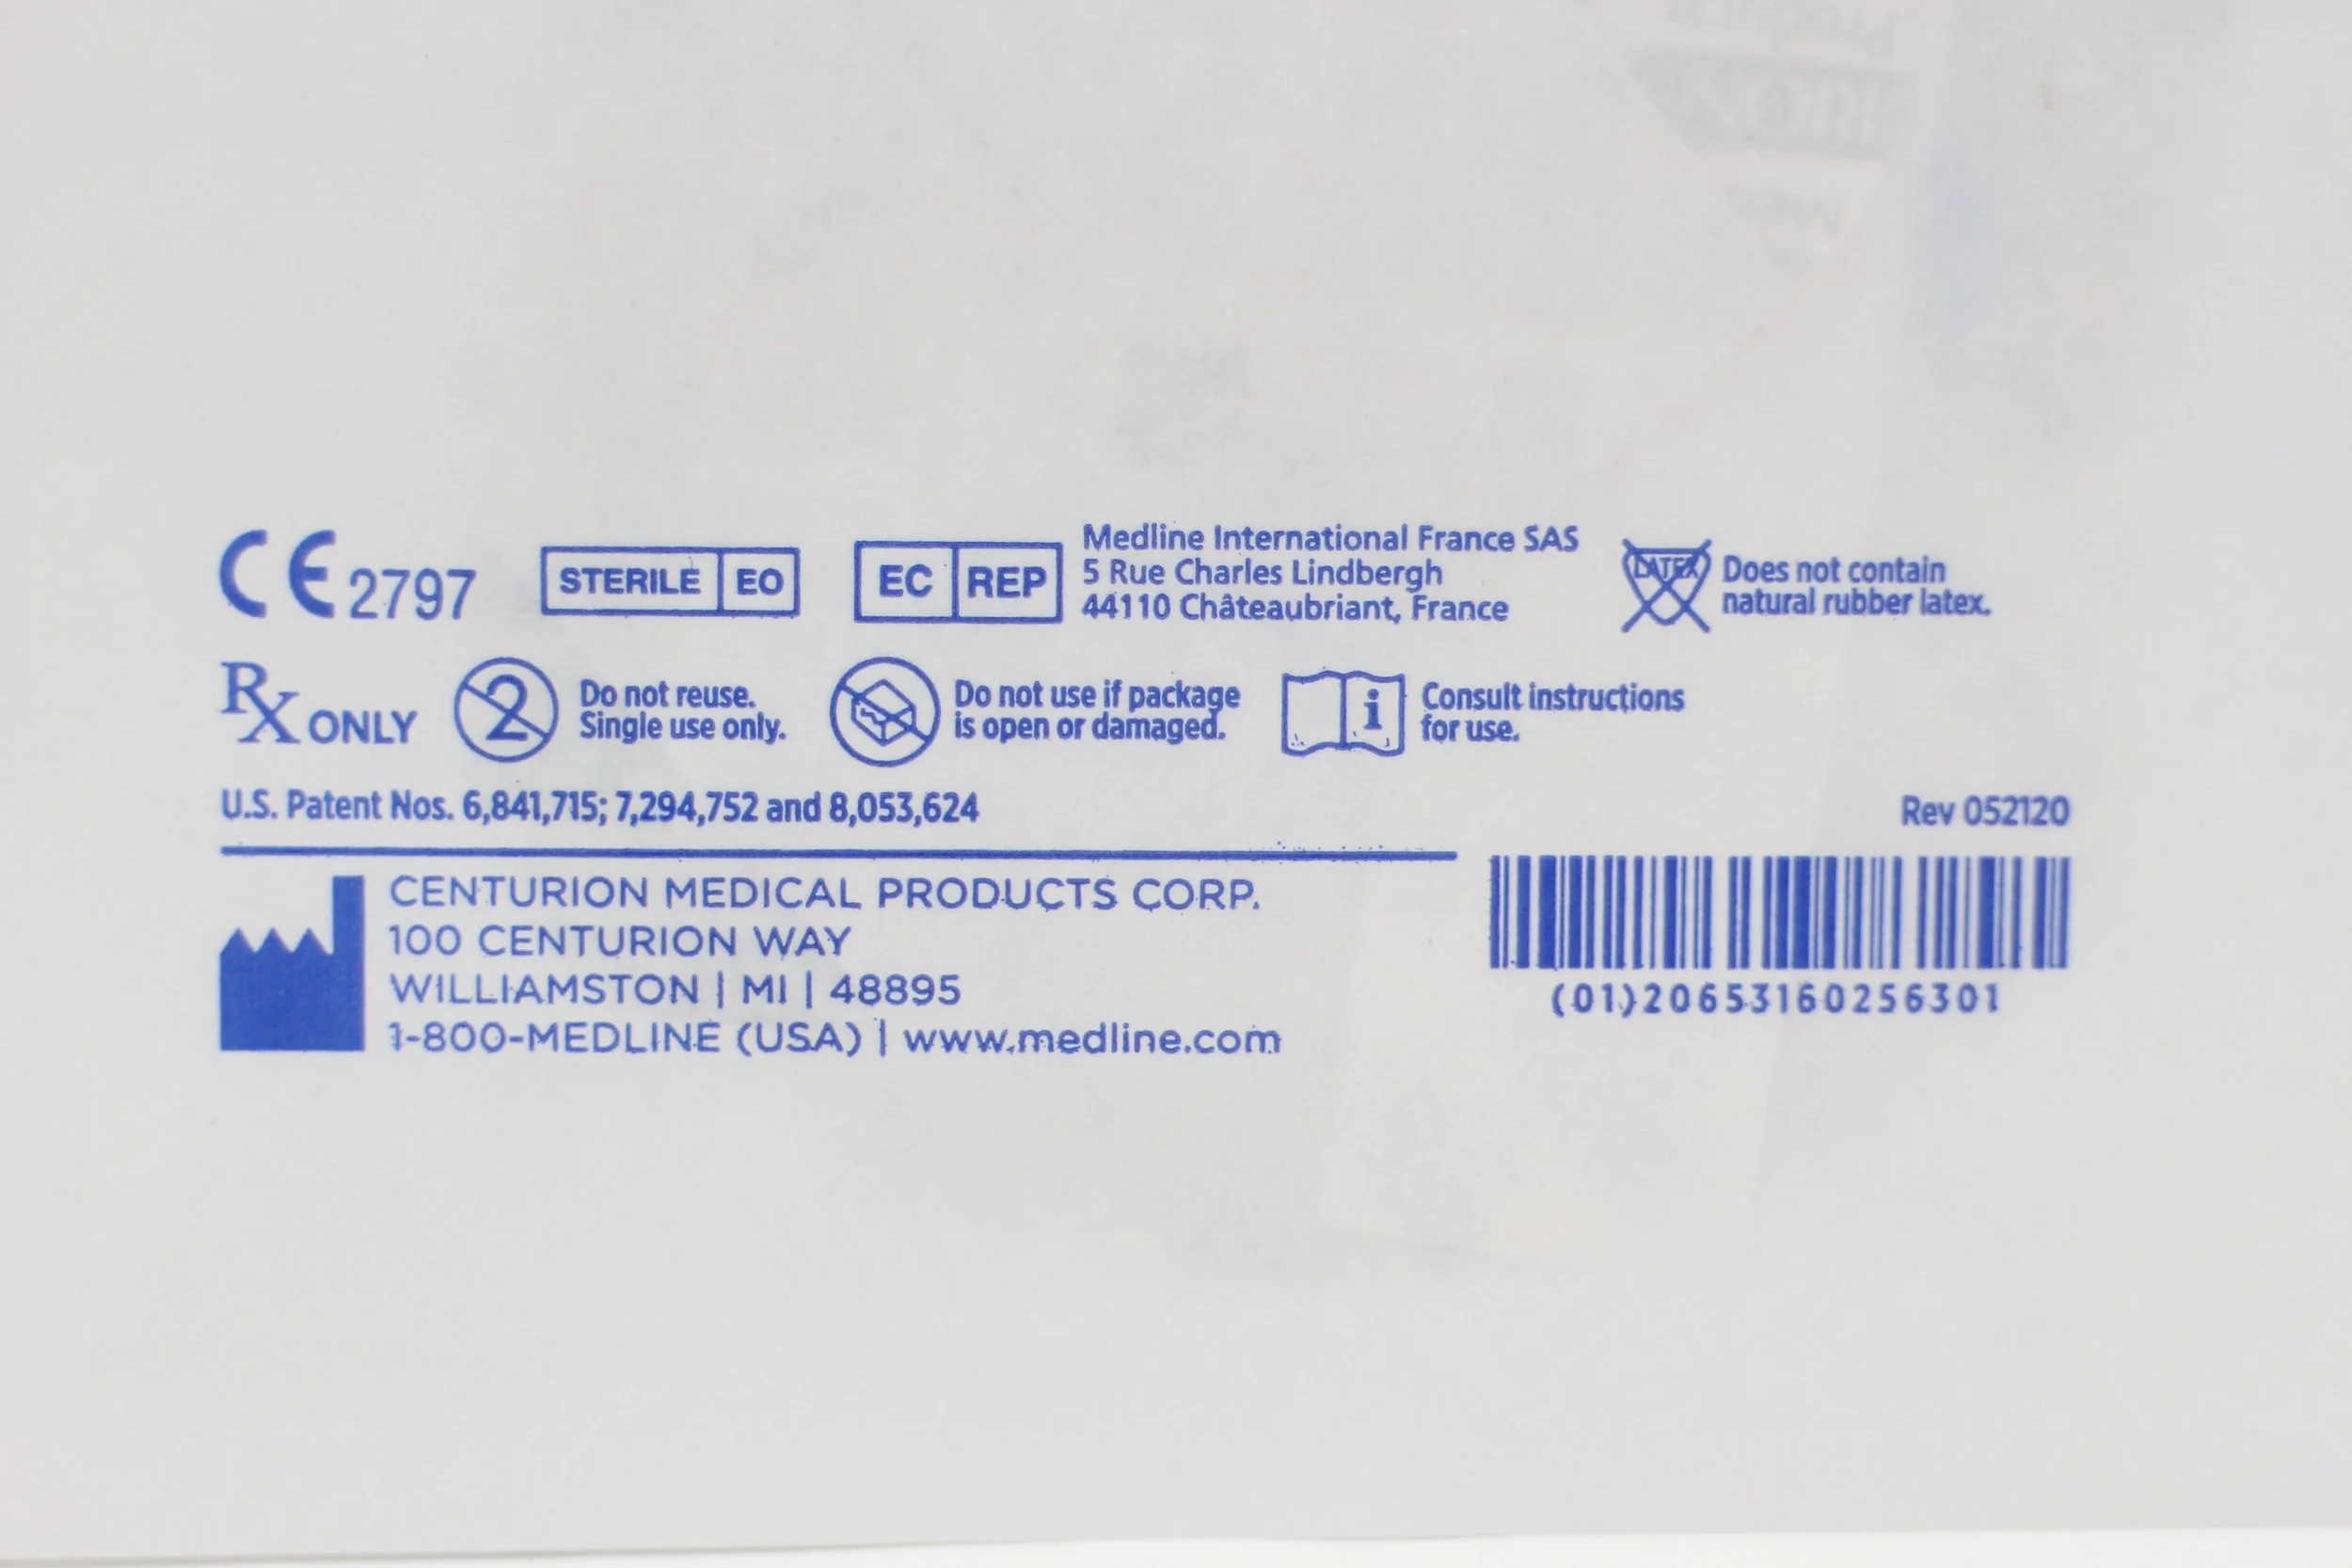 CE 2797
STERILE EO
EC REP
Medline International France SAS
5 Rue Charles Lindbergh
44110 Châteaubriant, France
LATEX
Does not contain
natural rubber latex.
Rx ONLY
2
Do not reuse.
Single use only.
Do not use if package
is open or damaged.
i
Consult instructions
for use.
U.S. Patent Nos. 6,841,715; 7,294,752 and 8,053,624
Rev 052120
CENTURION MEDICAL PRODUCTS CORP.
100 CENTURION WAY
WILLIAMSTON | MI | 48895
1-800-MEDLINE (USA) | www.medline.com
(01)20653160256301